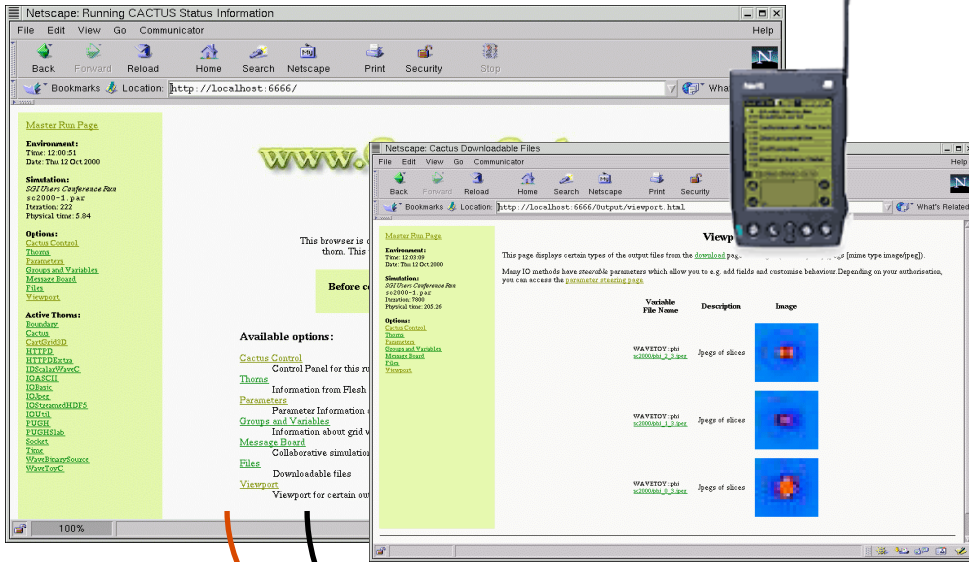 Netscape: Running CACTUS Status Information
File Edit View Go Communicator Help
Back Forward Reload Home Search Netscape Print Security Stop
My
N
Bookmarks Location: http://localhost:6666/
Master Run Page
Environment:
Time: 12:00:51
Date: Thu 12 Oct 2000
Simulation:
SGI Users Conference Run
sc2000-1.par
Iteration: 222
Physical time: 5.84
Options:
Cactus Control
Thorns
Parameters
Groups and Variables
Message Board
Files
Viewport
Active Thorns:
Boundary
Cactus
CartGrid3D
HTTPD
HTTPDExtra
IDScalarWaveC
IOASCII
IOBasic
IOJpeg
IOStreamedHDF5
IOUtil
PUGH
PUGHSlab
Socket
Time
WaveBinarySource
WaveToyC
www.
This browser is
thorn. This
Before
Available options:
Cactus Control
Control Panel for this
Thorns
Information from Flesh
Parameters
Parameter Information
Groups and Variables
Information about grid
Message Board
Collaborative
Files
Downloadable files
Viewport
Viewport for certain
100%
Netscape: Cactus Downloadable Files
File Edit View Go Communicator
Back Forward Reload Home Search Netscape Print Security
N
Bookmarks Location: http://localhost:6666/Output/viewport.html What's Related
Master Run Page
Environment:
Time: 12:03:09
Date: Thu 12 Oct 2000
Simulation:
SGI Users Conference Run
sc2000-1.par
Iteration: 7800
Physical time: 205.26
Options:
Cactus Control
Thorns
Parameters
Groups and Variables
Message Board
Files
Viewport
This page displays certain types of the output files from the download [mime type image/jpeg]).
Many IO methods have steerable parameters which allow you to e.g. add fields and customise behaviour. Depending on your authorisation,
you can access the parameter steering page
Variable
File Name Description Image
WAVETOY::phi
sc2000/phi_2_3.jpeg Jpegs of slices
WAVETOY::phi
sc2000/phi_1_3.jpeg Jpegs of slices
WAVETOY::phi
sc2000/phi_0_3.jpeg Jpegs of slices